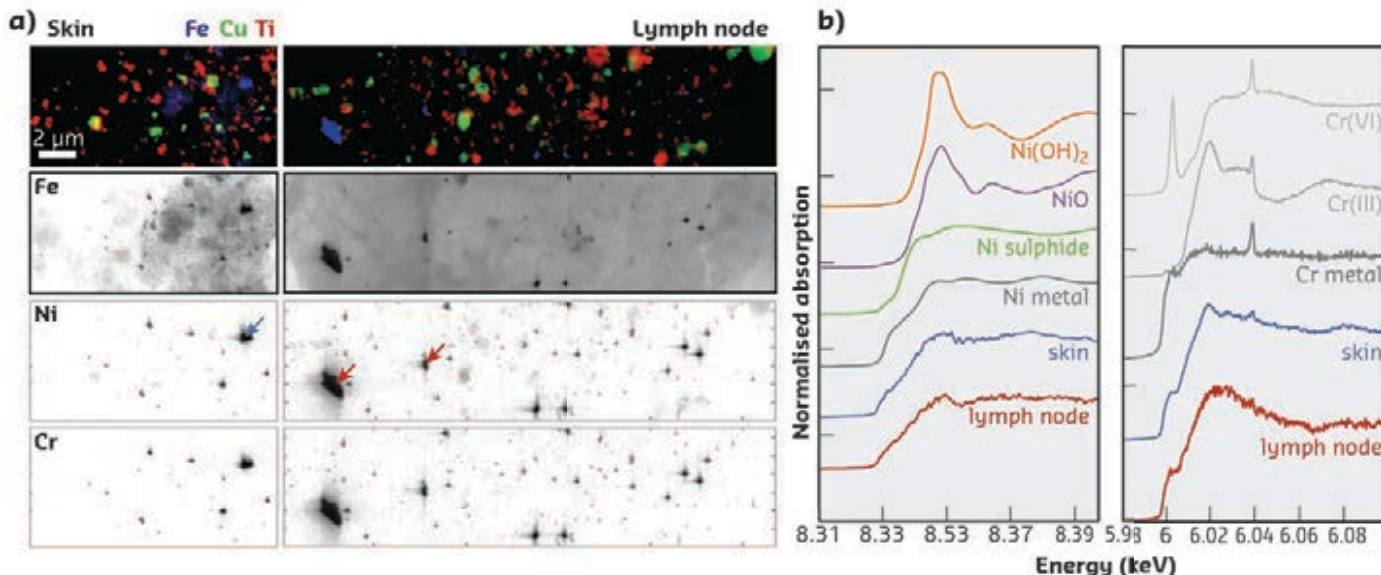 a) Skin Fe Cu Ti Lymph node
2 µm
Fe
Ni
Cr
b)
Normalised absorption
Ni(OH)2
NiO
Ni sulphide
Ni metal
skin
lymph node
8.31 8.33 8.53 8.37 8.39
Cr(VI)
Cr(III)
Cr metal
skin
lymph node
5.98 6 6.02 6.04 6.06 6.08
Energy (keV)